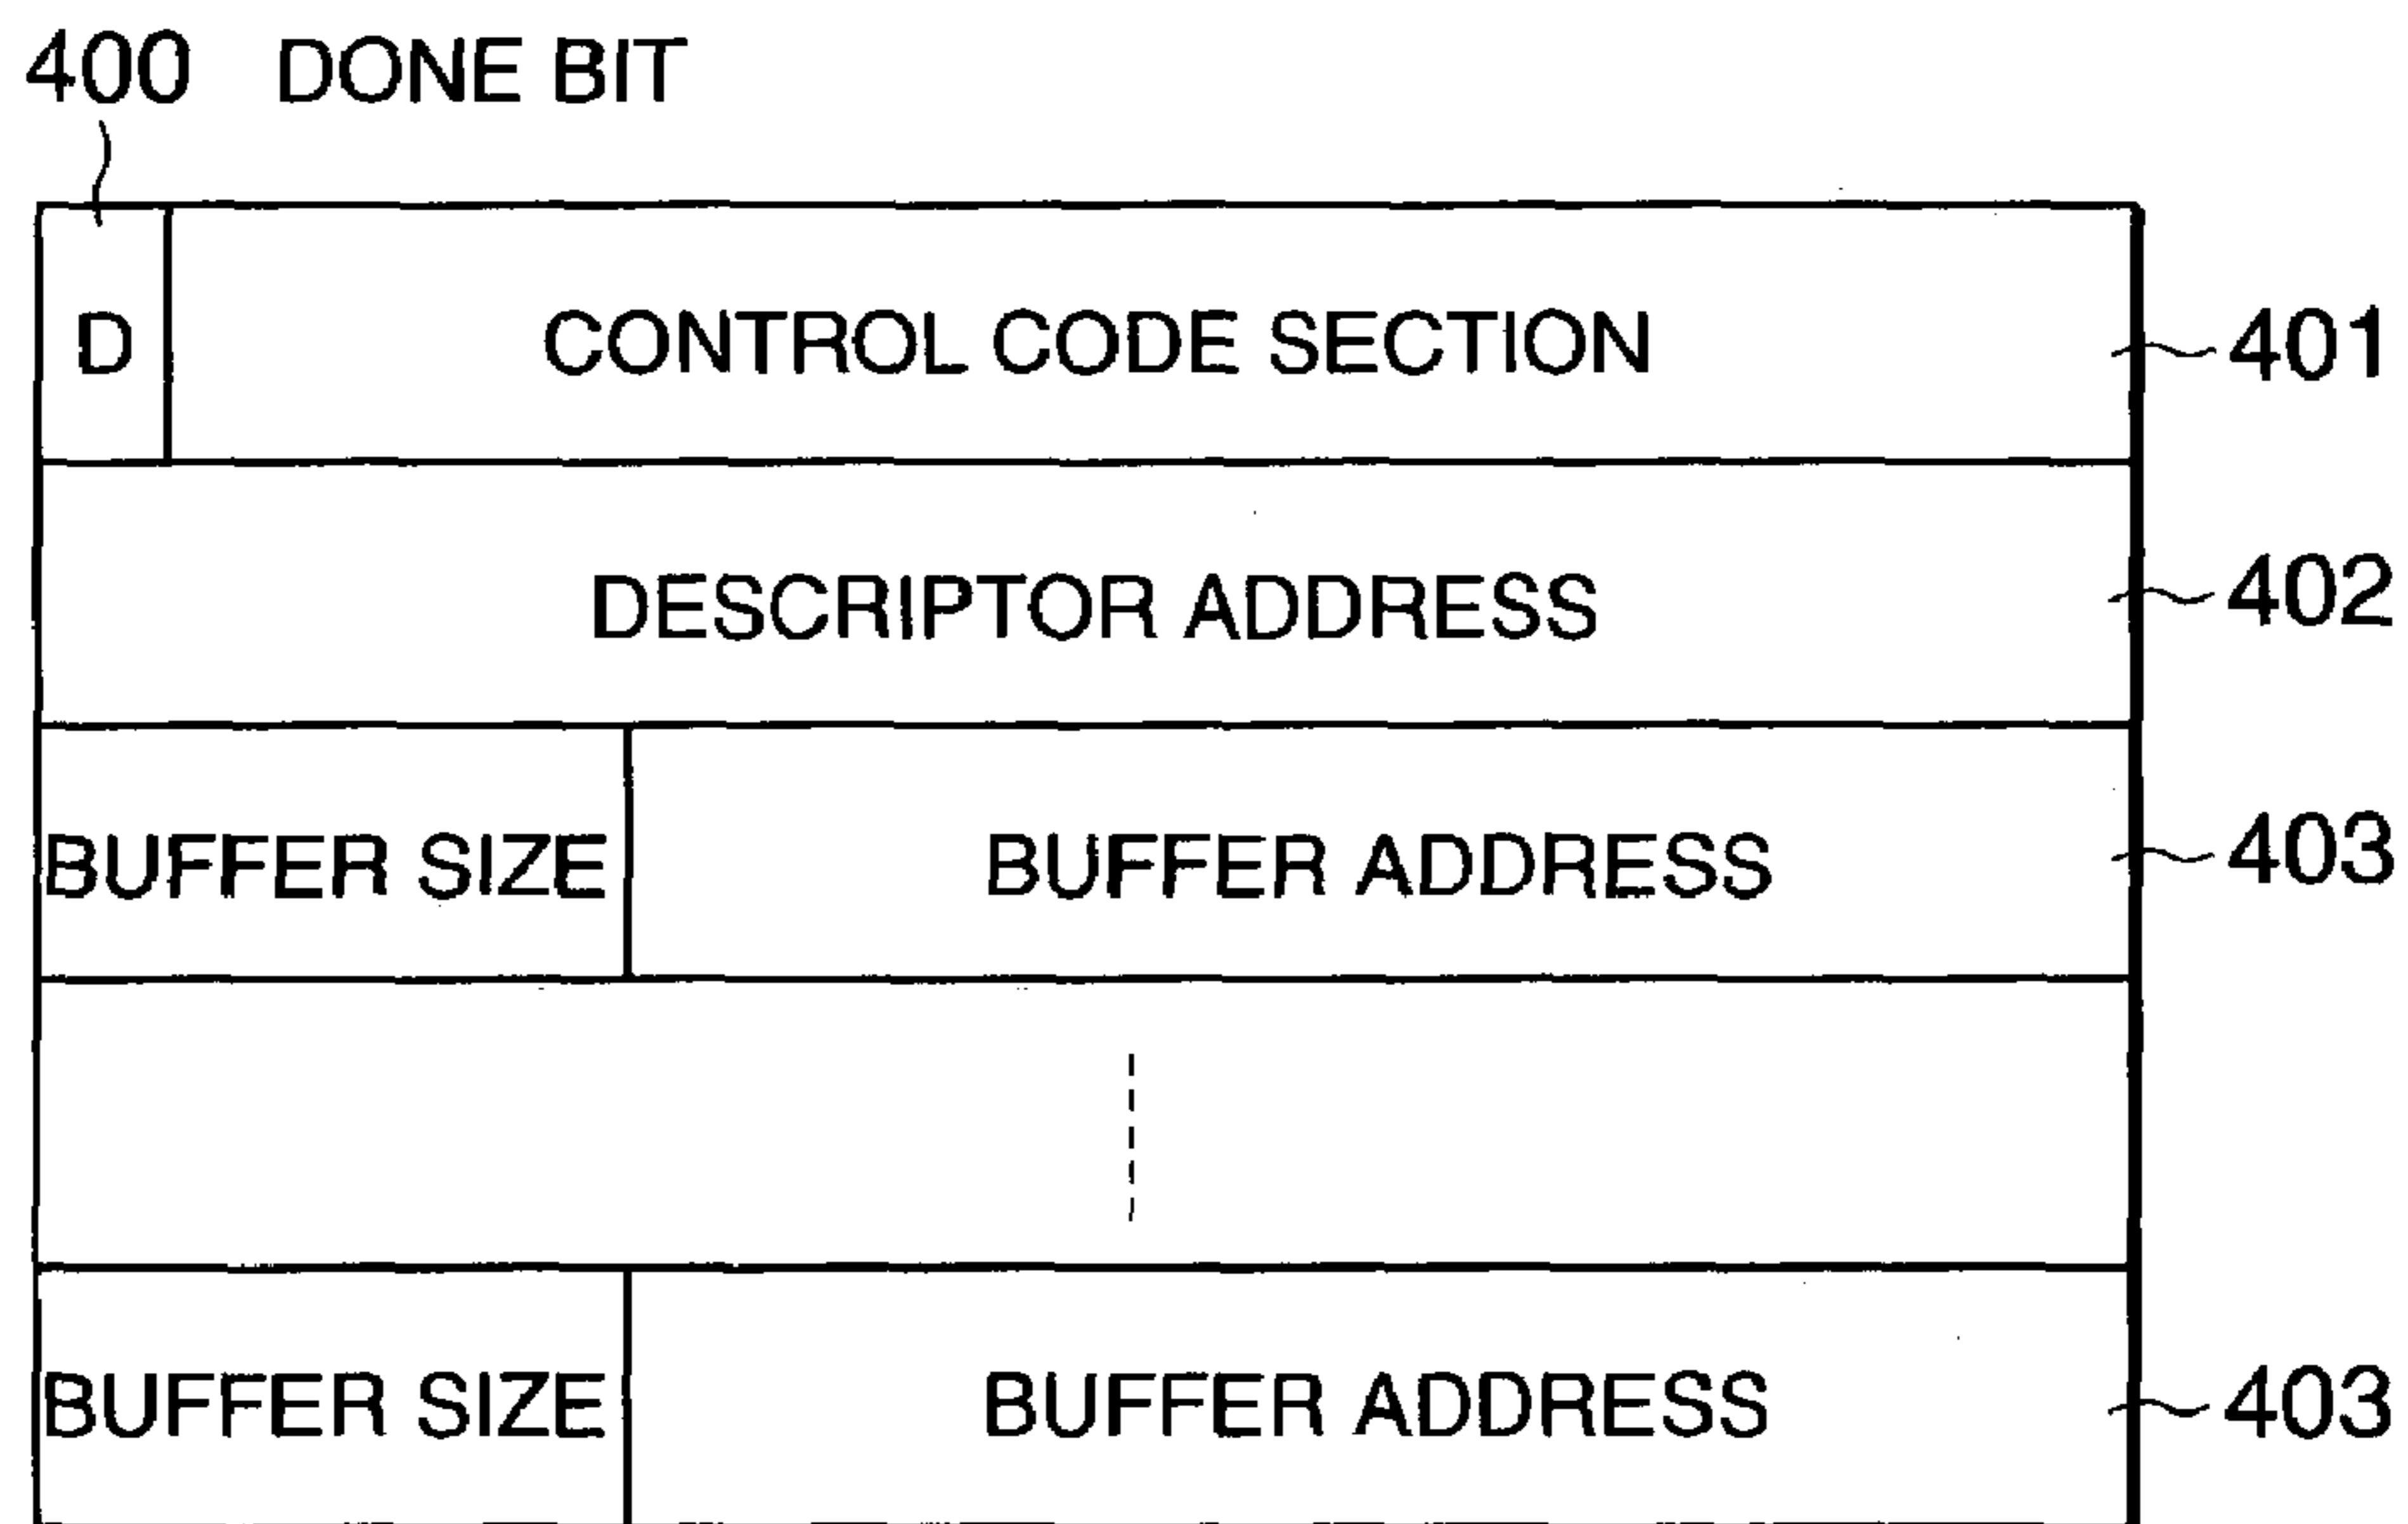 400 DONE BIT
D CONTROL CODE SECTION 401
DESCRIPTOR ADDRESS 402
BUFFER SIZE BUFFER ADDRESS 403
BUFFER SIZE BUFFER ADDRESS 403